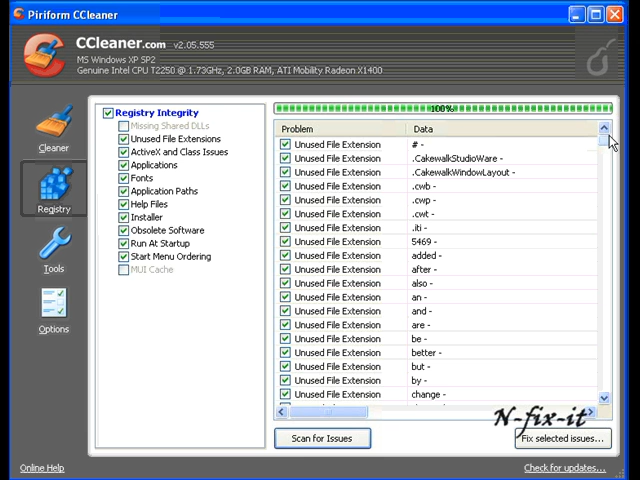 Piriform CCleaner
CCleaner.com v2.05.555
MS Windows XP SP2
Genuine Intel CPU T2250 @ 1.73GHz, 2.0GB RAM, ATI Mobility Radeon X1400
Cleaner
Registry
Tools
Options
Registry Integrity
Missing Shared DLLs
Unused File Extensions
ActiveX and Class Issues
Applications
Fonts
Application Paths
Help Files
Installer
Obsolete Software
Run At Startup
Start Menu Ordering
MUI Cache
100%
Problem Data
Unused File Extension # -
Unused File Extension .CakewalkStudioWare -
Unused File Extension .CakewalkWindowLayout -
Unused File Extension .cwb -
Unused File Extension .cwp -
Unused File Extension .cwt -
Unused File Extension .iti -
Unused File Extension 5469 -
Unused File Extension added -
Unused File Extension after -
Unused File Extension also -
Unused File Extension an -
Unused File Extension and -
Unused File Extension are -
Unused File Extension be -
Unused File Extension better -
Unused File Extension but -
Unused File Extension by -
Unused File Extension change -
N-fix-it
Scan for Issues
Fix selected issues...
Online Help
Check for updates...